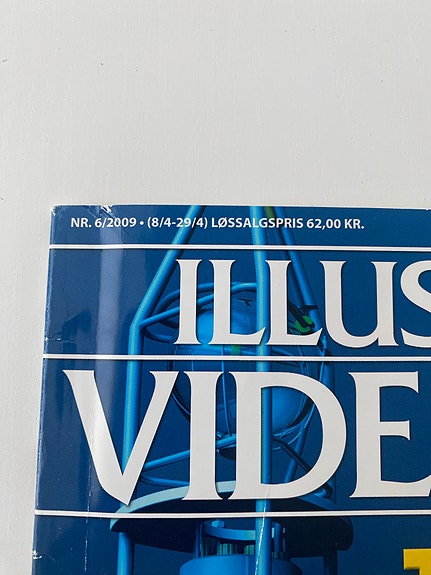 NR. 6/2009 • (8/4-29/4) LØSSALGSPRIS 62,00 KR.
ILLUS
VIDE